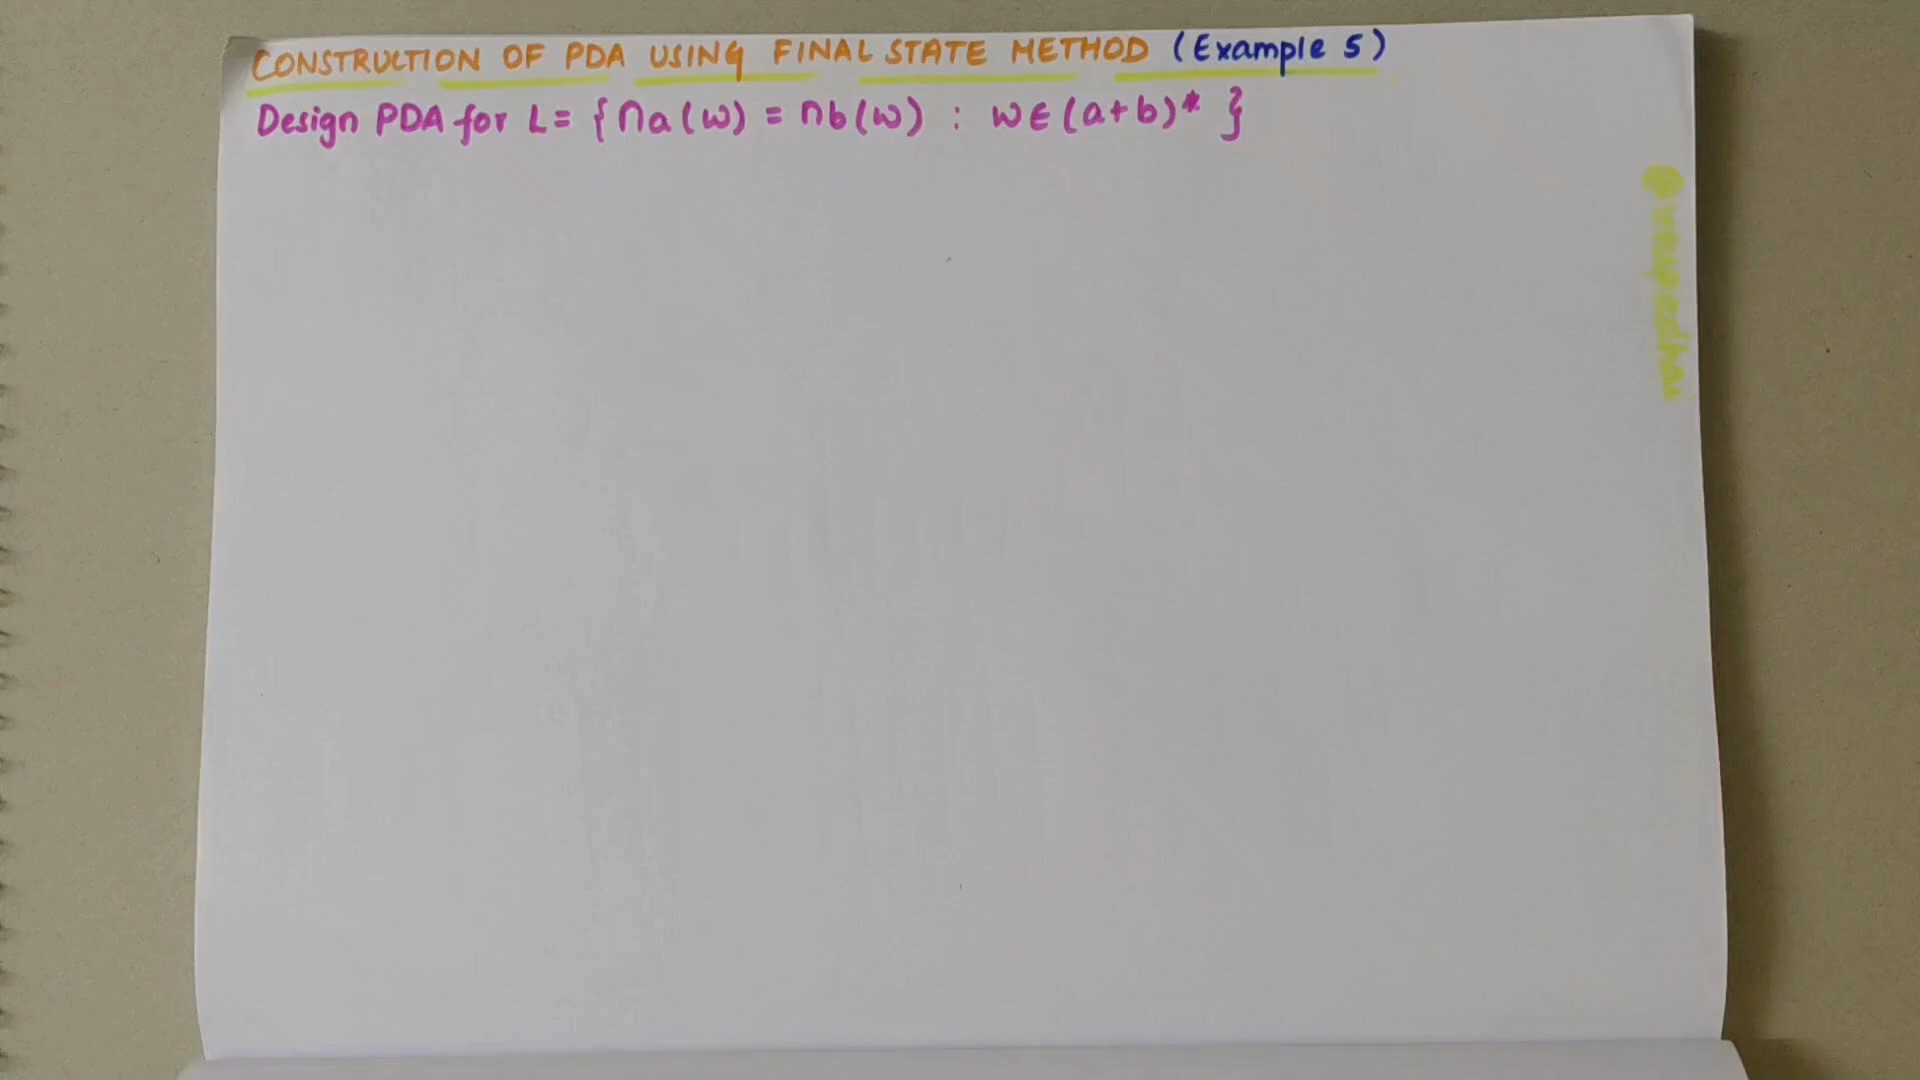 CONSTRUCTION OF PDA USING FINAL STATE METHOD (Example 5)
Design PDA for L = {na(w) = nb(w) : w∈(a+b)* }